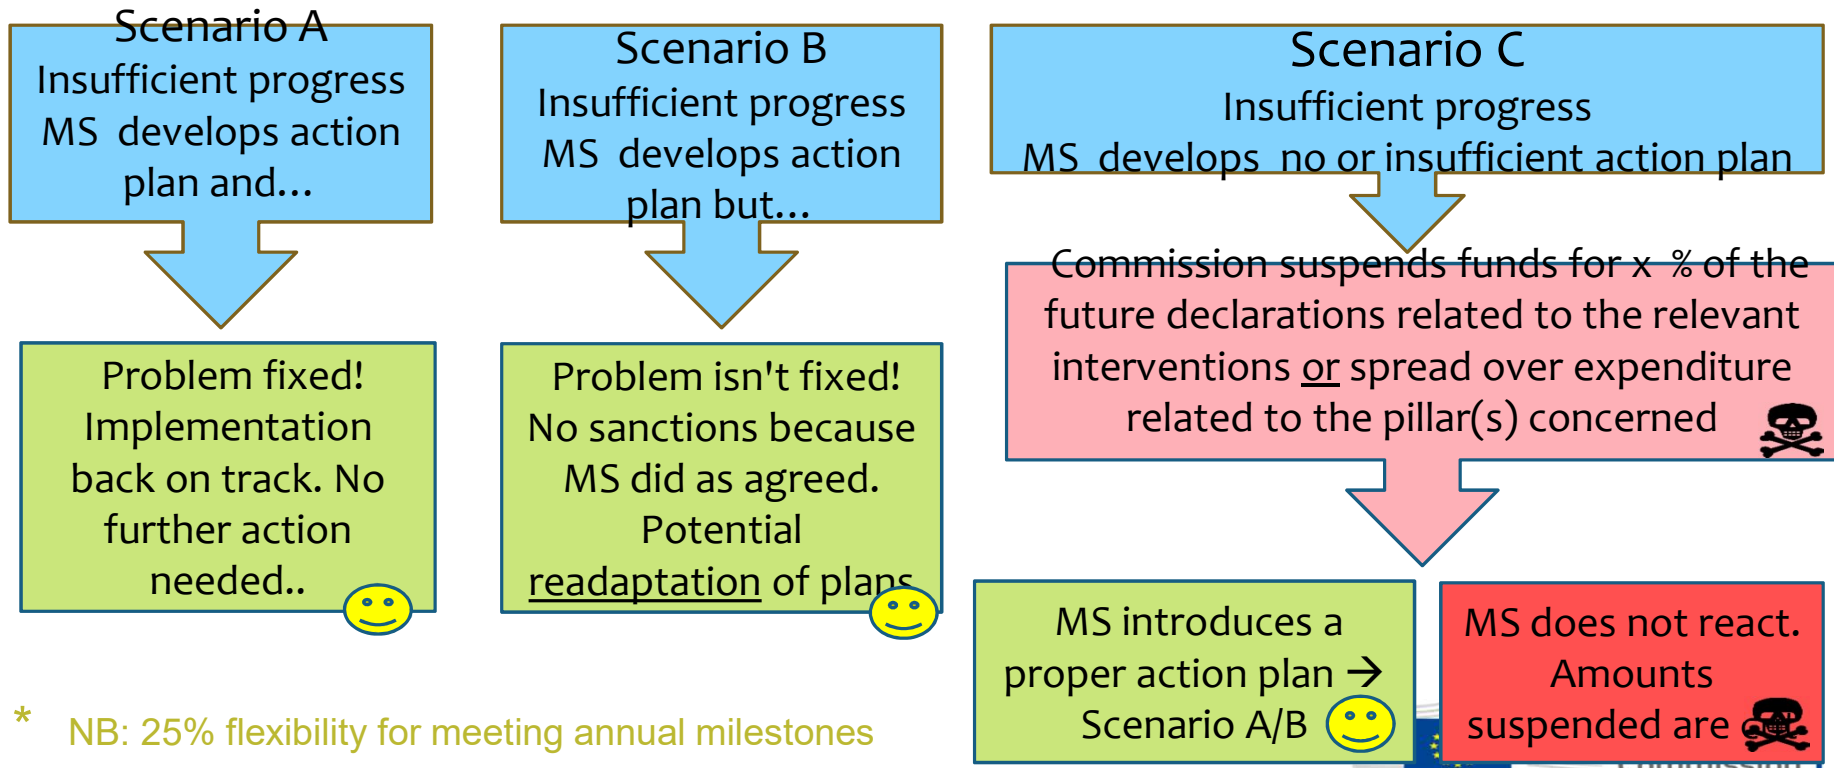 Scenario A
Insufficient progress
MS develops action
plan and...
Scenario B
Insufficient progress
MS develops action
plan but...
Scenario C
Insufficient progress
MS develops no or insufficient action plan
Problem fixed!
Implementation
back on track. No
further action
needed..
Problem isn't fixed!
No sanctions because
MS did as agreed.
Potential
readaptation of plans
Commission suspends funds for x % of the
future declarations related to the relevant
interventions or spread over expenditure
related to the pillar(s) concerned
MS introduces a
proper action plan →
Scenario A/B
MS does not react.
Amounts
suspended are
* NB: 25% flexibility for meeting annual milestones
Commission